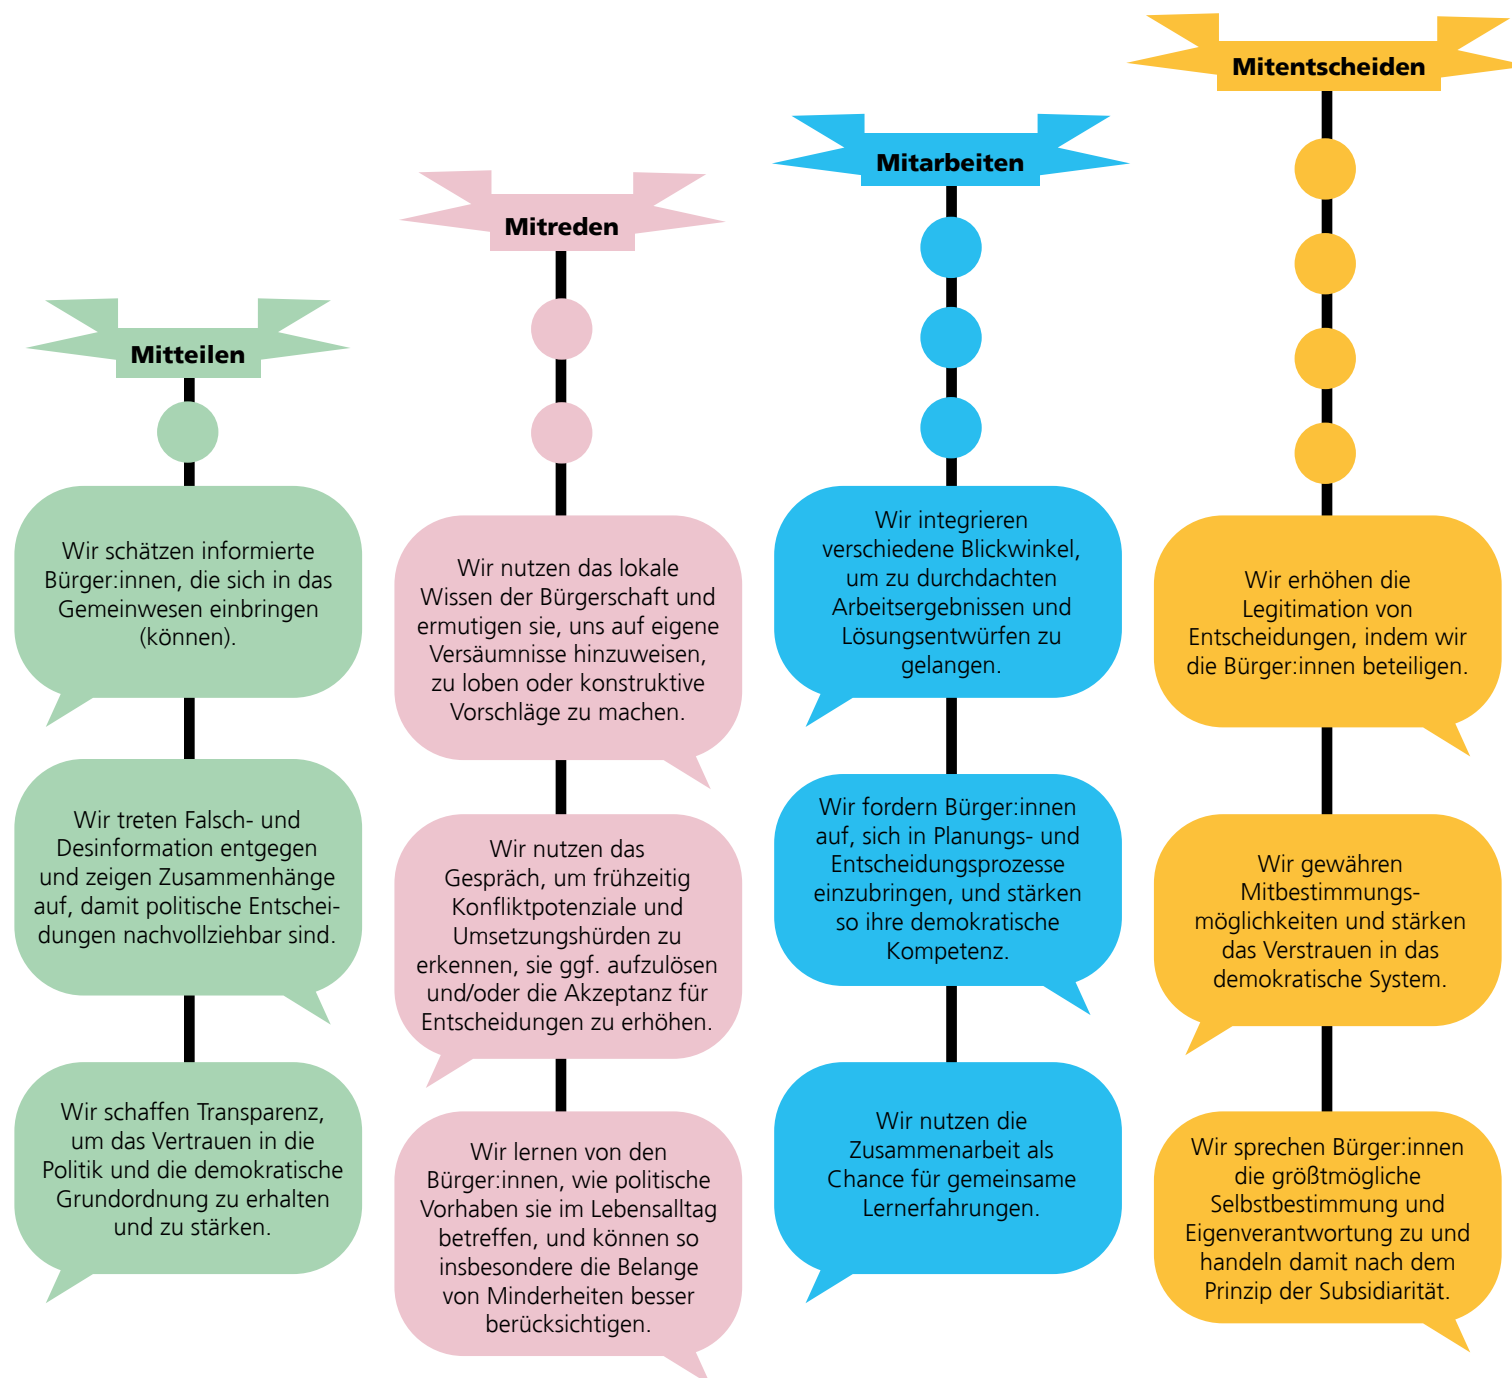 Mitteilen
Wir schätzen informierte
Bürger:innen, die sich in das
Gemeinwesen einbringen
(können).
Wir treten Falsch- und
Desinformation entgegen
und zeigen Zusammenhänge
auf, damit politische Entschei-
dungen nachvollziehbar sind.
Wir schaffen Transparenz,
um das Vertrauen in die
Politik und die demokratische
Grundordnung zu erhalten
und zu stärken.
Mitreden
Wir nutzen das lokale
Wissen der Bürgerschaft und
ermutigen sie, uns auf eigene
Versäumnisse hinzuweisen,
zu loben oder konstruktive
Vorschläge zu machen.
Wir nutzen das
Gespräch, um frühzeitig
Konfliktpotenziale und
Umsetzungshürden zu
erkennen, sie ggf. aufzulösen
und/oder die Akzeptanz für
Entscheidungen zu erhöhen.
Wir lernen von den
Bürger:innen, wie politische
Vorhaben sie im Lebensalltag
betreffen, und können so
insbesondere die Belange
von Minderheiten besser
berücksichtigen.
Mitarbeiten
Wir integrieren
verschiedene Blickwinkel,
um zu durchdachten
Arbeitsergebnissen und
Lösungsentwürfen zu
gelangen.
Wir fordern Bürger:innen
auf, sich in Planungs- und
Entscheidungsprozesse
einzubringen, und stärken
so ihre demokratische
Kompetenz.
Wir nutzen die
Zusammenarbeit als
Chance für gemeinsame
Lernerfahrungen.
Mitentscheiden
Wir erhöhen die
Legitimation von
Entscheidungen, indem wir
die Bürger:innen beteiligen.
Wir gewähren
Mitbestimmungs-
möglichkeiten und stärken
das Verstrauen in das
demokratische System.
Wir sprechen Bürger:innen
die größtmögliche
Selbstbestimmung und
Eigenverantwortung zu und
handeln damit nach dem
Prinzip der Subsidiarität.